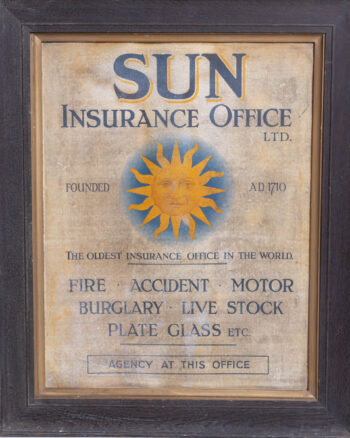 SUN
INSURANCE OFFICE
LTD.
FOUNDED AD 1710
THE OLDEST INSURANCE OFFICE IN THE WORLD.
FIRE · ACCIDENT · MOTOR
BURGLARY · LIVE STOCK
PLATE GLASS ETC.
AGENCY AT THIS OFFICE